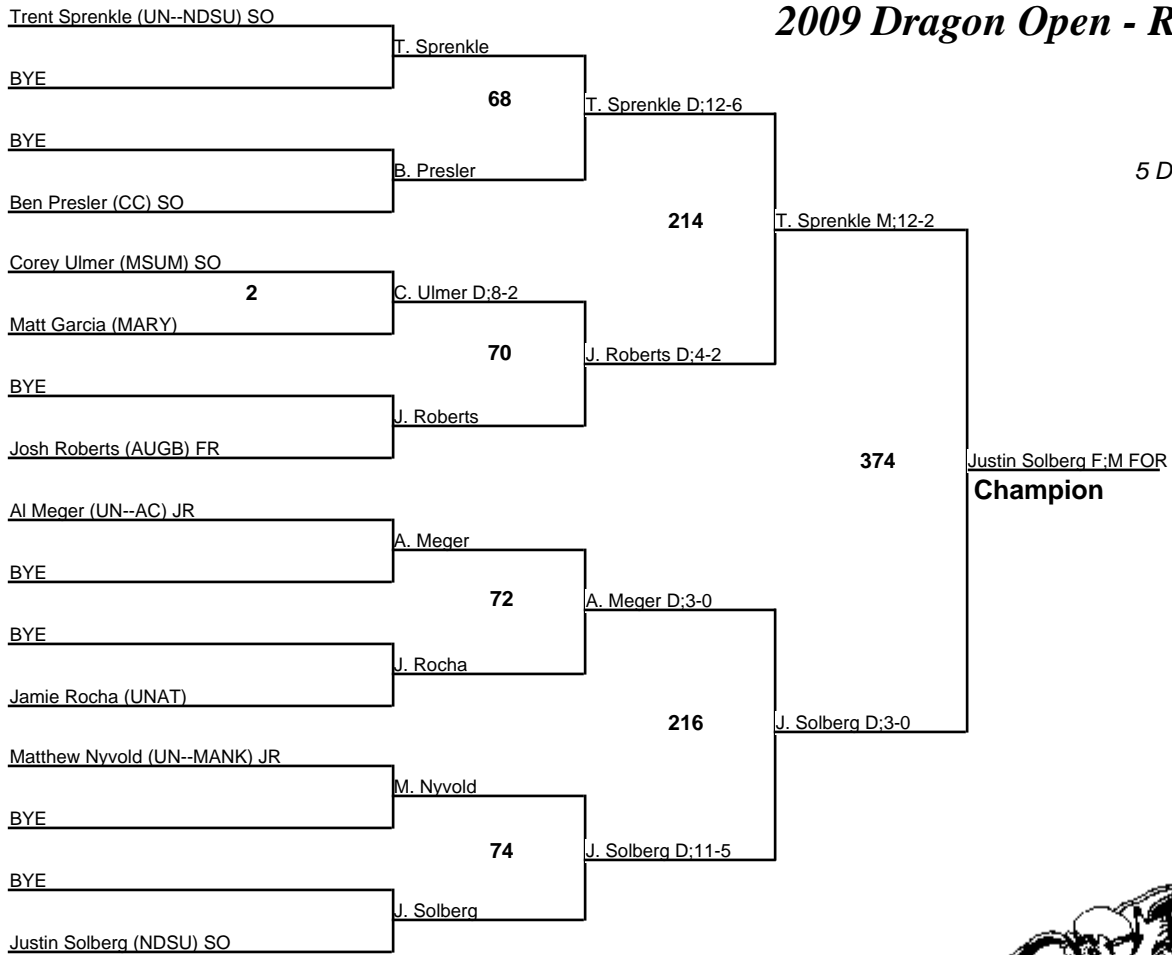 2009 Dragon Open - R
5 D
Trent Sprenkle (UN--NDSU) SO
BYE
T. Sprenkle
68
BYE
Ben Presler (CC) SO
B. Presler
T. Sprenkle D;12-6
214
Corey Ulmer (MSUM) SO
2
Matt Garcia (MARY)
C. Ulmer D;8-2
70
BYE
Josh Roberts (AUGB) FR
J. Roberts
J. Roberts D;4-2
T. Sprenkle M;12-2
374
Justin Solberg F;M FOR
Champion
Al Meger (UN--AC) JR
BYE
A. Meger
72
BYE
Jamie Rocha (UNAT)
J. Rocha
A. Meger D;3-0
216
Matthew Nyvold (UN--MANK) JR
BYE
M. Nyvold
74
BYE
Justin Solberg (NDSU) SO
J. Solberg
J. Solberg D;11-5
J. Solberg D;3-0